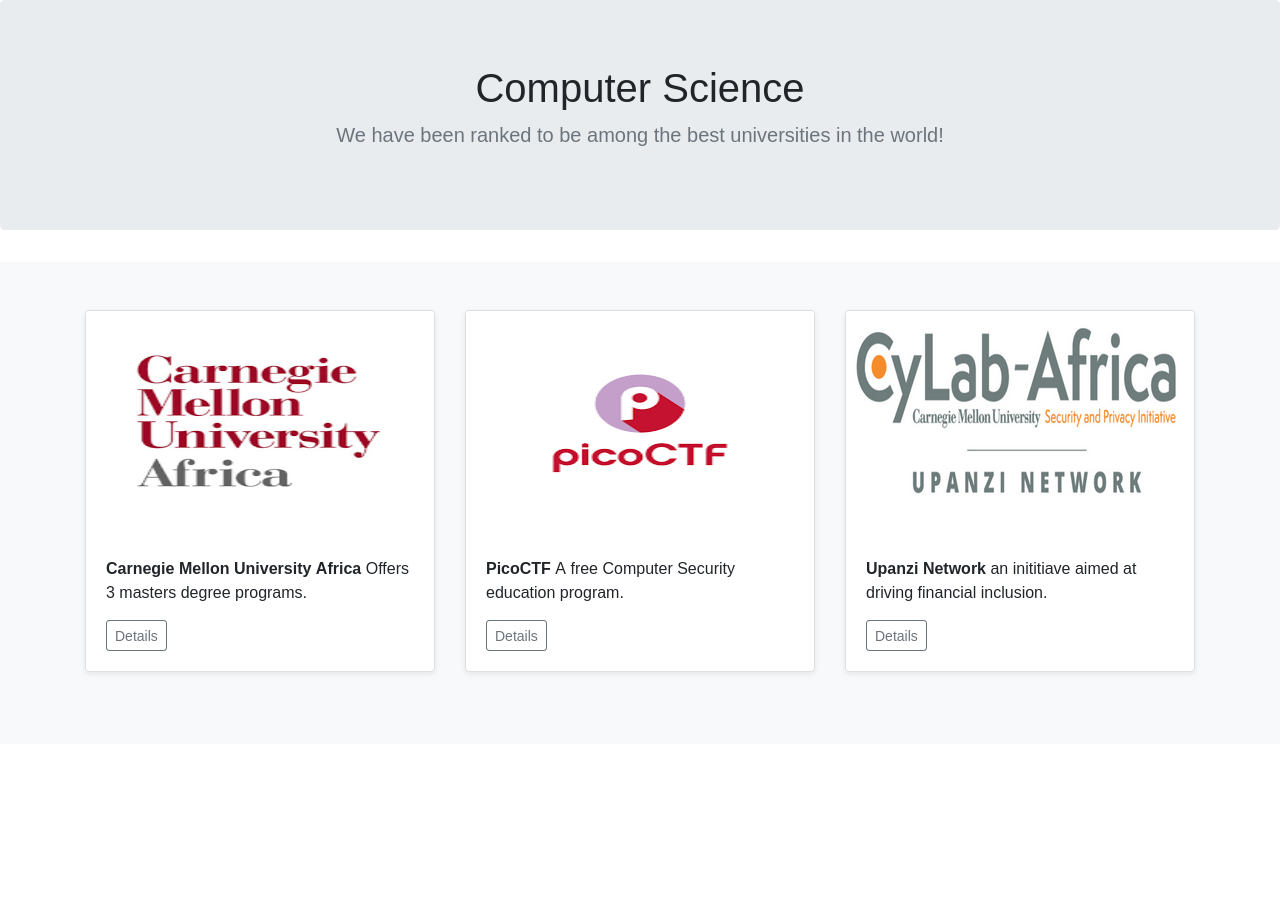 Computer Science
We have been ranked to be among the best universities in the world!
Carnegie
Mellon
University
Africa
P
picoCTF
CyLab-Africa
Carnegie Mellon University Security and Privacy Initiative
UPANZI NETWORK
Carnegie Mellon University Africa Offers
3 masters degree programs.
Details
PicoCTF A free Computer Security
education program.
Details
Upanzi Network an inititiave aimed at
driving financial inclusion.
Details